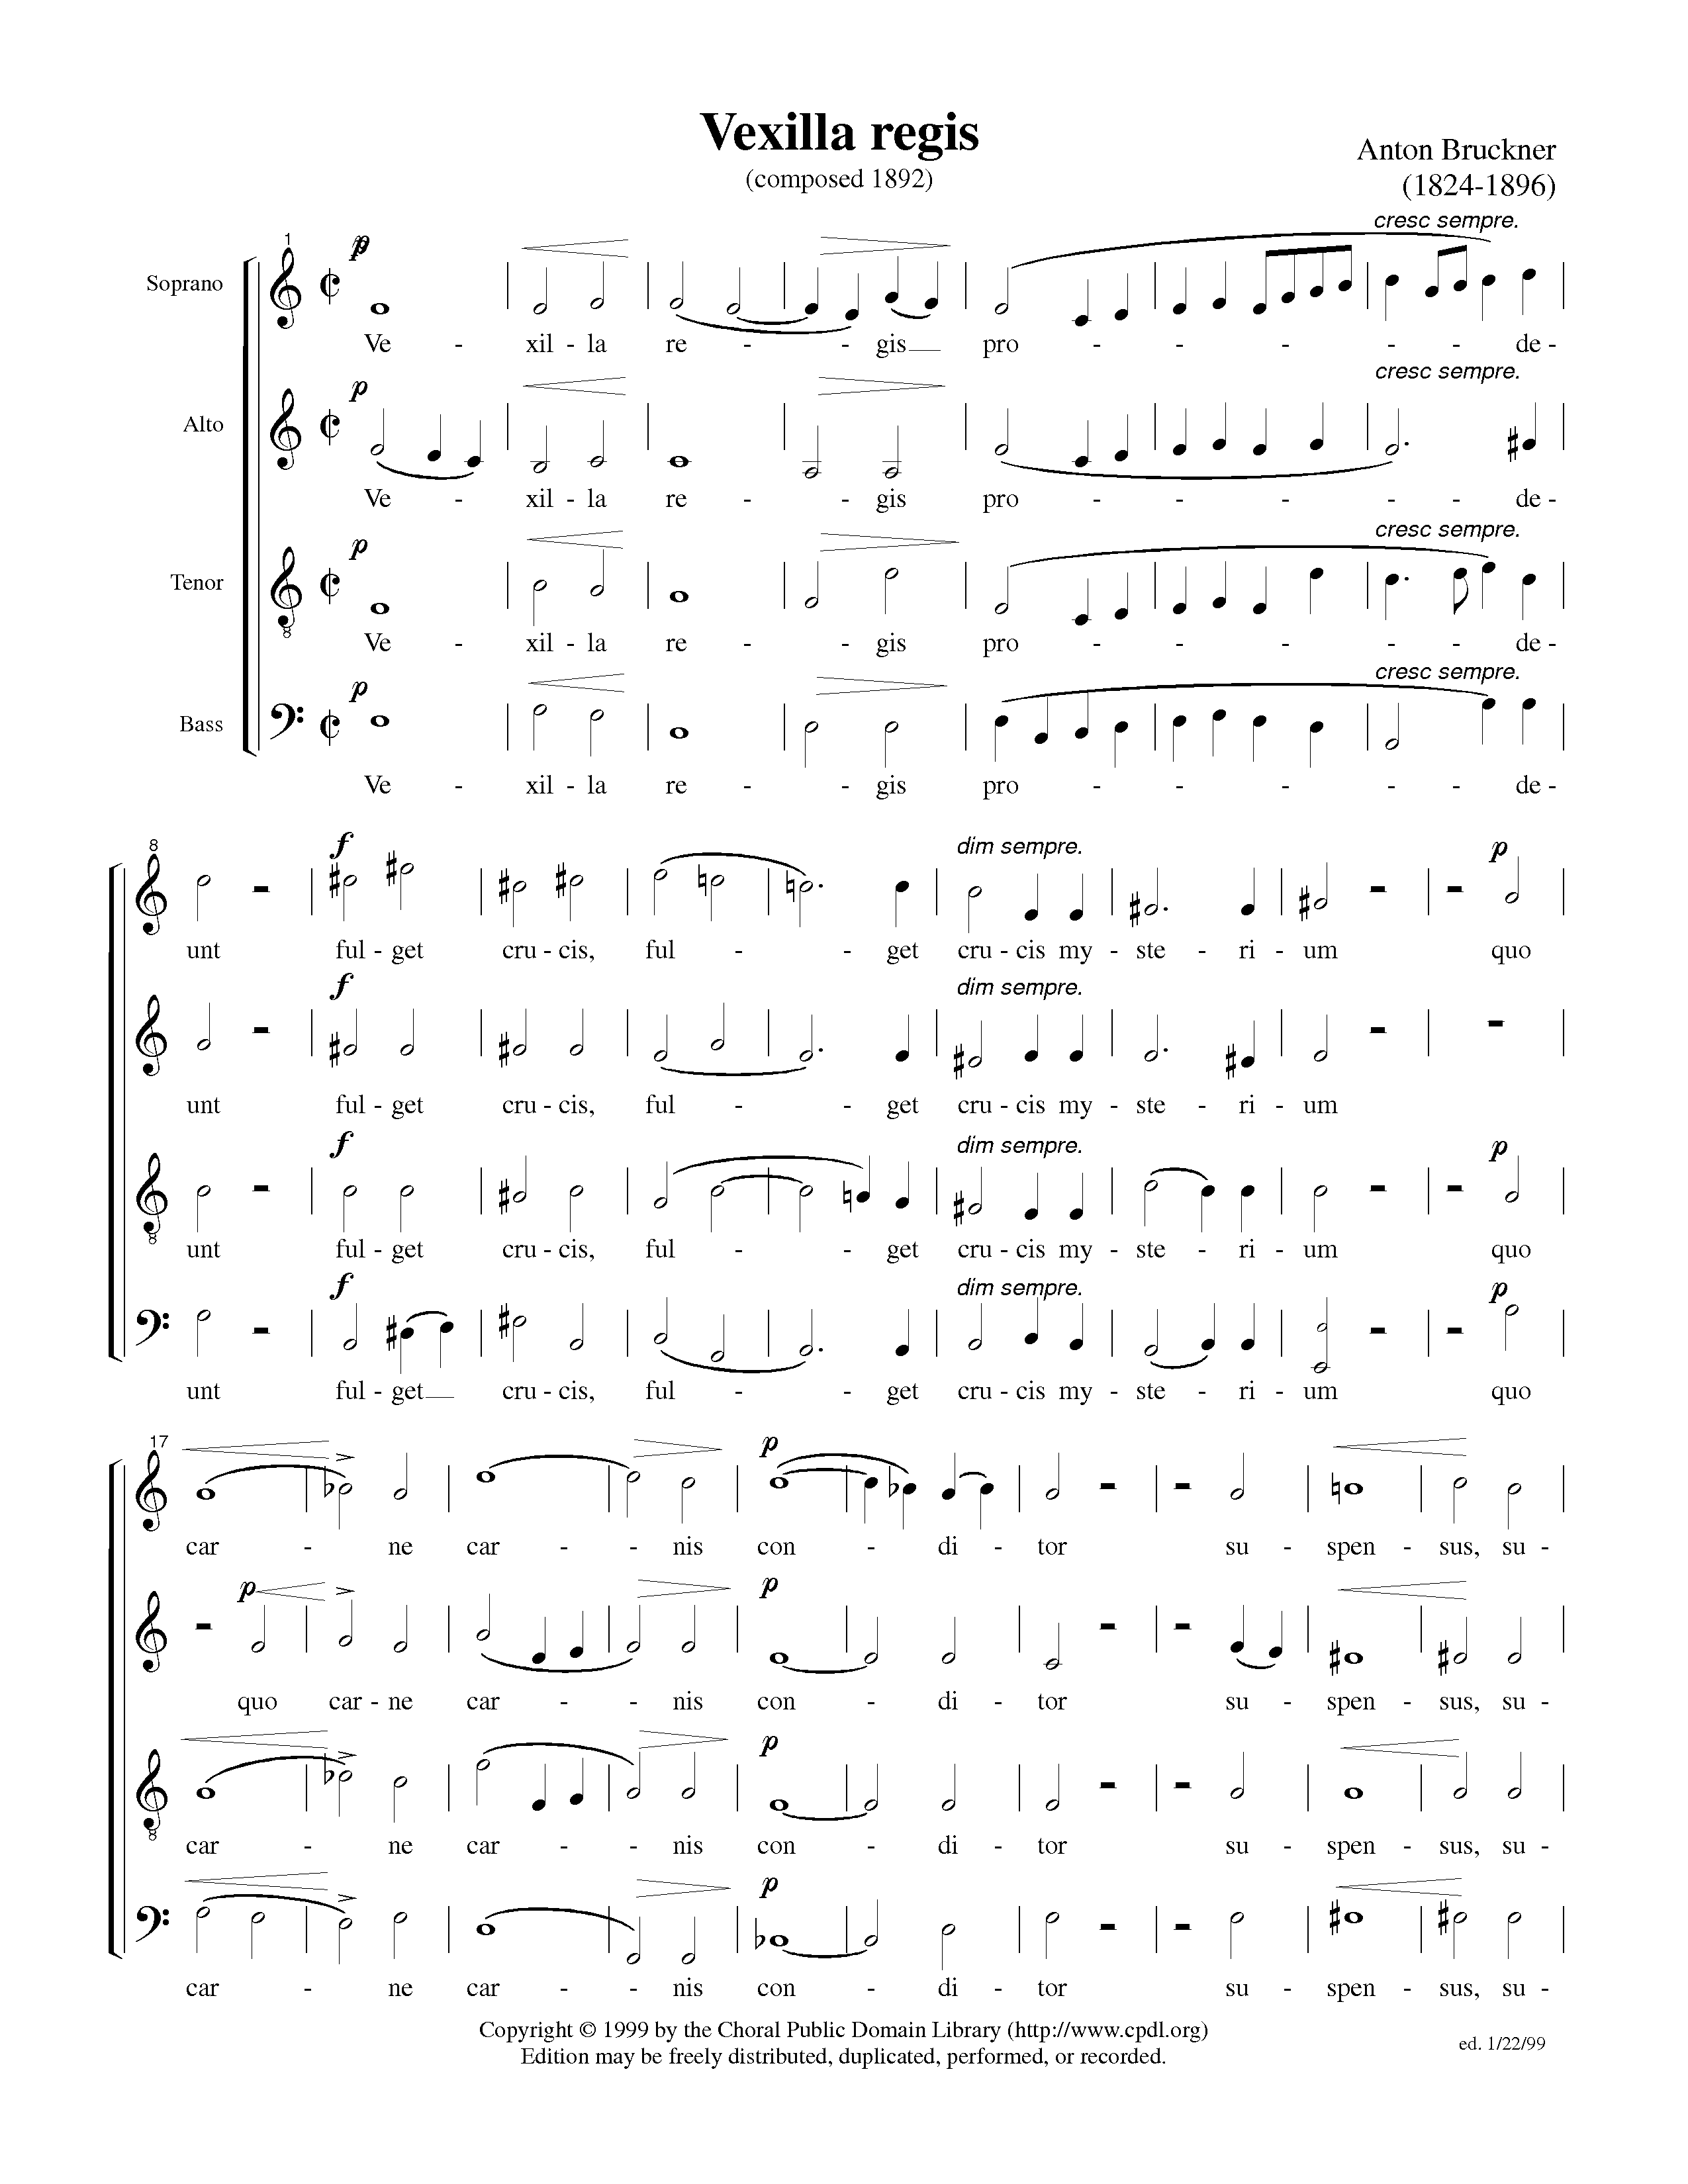 Vexilla regis
(composed 1892)
Anton Bruckner
(1824-1896)
cresc sempre.
1
p
Soprano
Ve - xil - la re - - gis pro - - - - - de -
cresc sempre.
p
Alto
Ve - xil - la re - - gis pro - - - - - de -
cresc sempre.
p
Tenor
8
Ve - xil - la re - - gis pro - - - - - de -
cresc sempre.
p
Bass
Ve - xil - la re - - gis pro - - - - - de -
8
f dim sempre. p
unt ful - get cru - cis, ful - - get cru - cis my - ste - ri - um quo
f dim sempre.
unt ful - get cru - cis, ful - - get cru - cis my - ste - ri - um
f dim sempre. p
8
unt ful - get cru - cis, ful - - get cru - cis my - ste - ri - um quo
f dim sempre. p
unt ful - get cru - cis, ful - - get cru - cis my - ste - ri - um quo
17
p
car - ne car - - nis con - di - tor su - spen - sus, su -
p p
quo car - ne car - - nis con - di - tor su - spen - sus, su -
p
8
car - ne car - - nis con - di - tor su - spen - sus, su -
p
car - ne car - - nis con - di - tor su - spen - sus, su -
Copyright © 1999 by the Choral Public Domain Library (http://www.cpdl.org)
Edition may be freely distributed, duplicated, performed, or recorded.
ed. 1/22/99